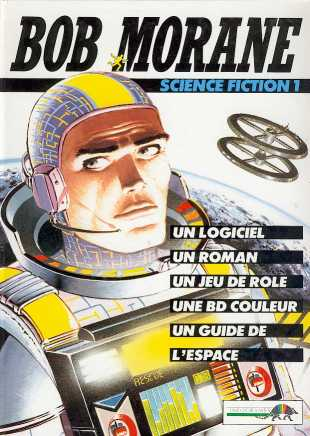 BOB MORANE
SCIENCE FICTION 1
UN LOGICIEL
UN ROMAN
UN JEU DE ROLE
UNE BD COULEUR
UN GUIDE DE
L'ESPACE
RESCUE